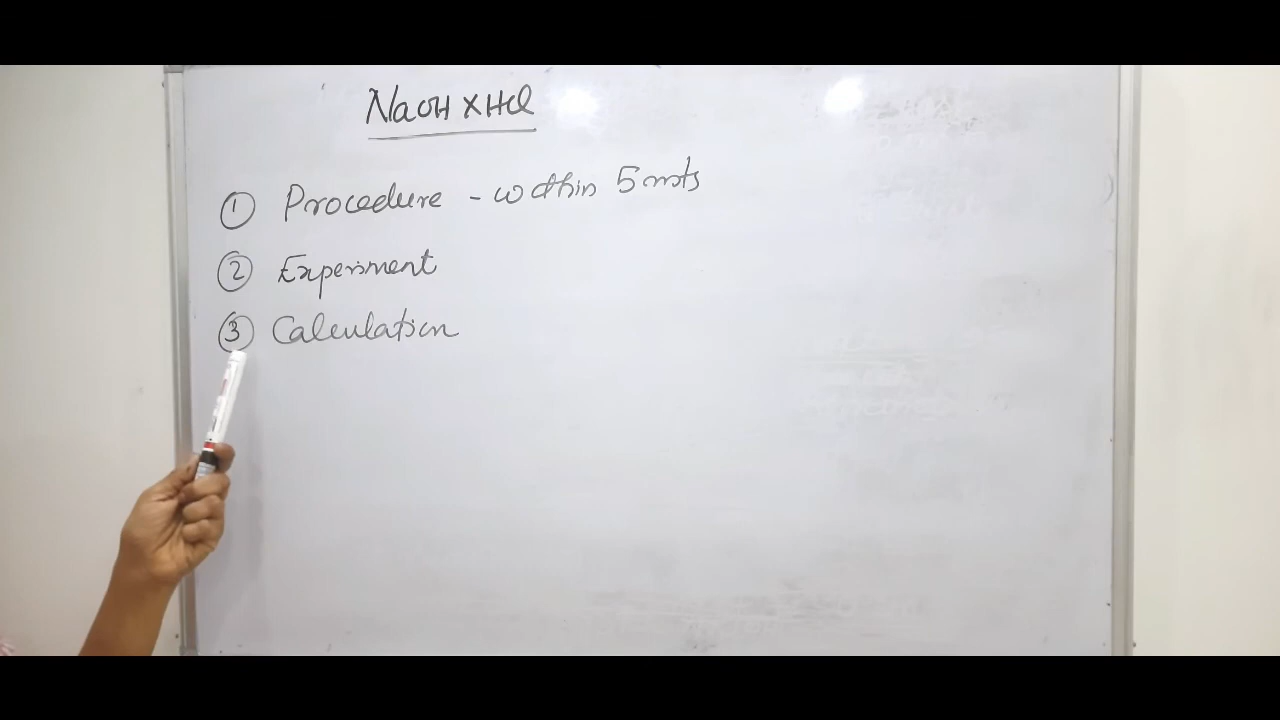 NaOH x HCl
① Procedure - within 5 mts
② Experiment
③ Calculation